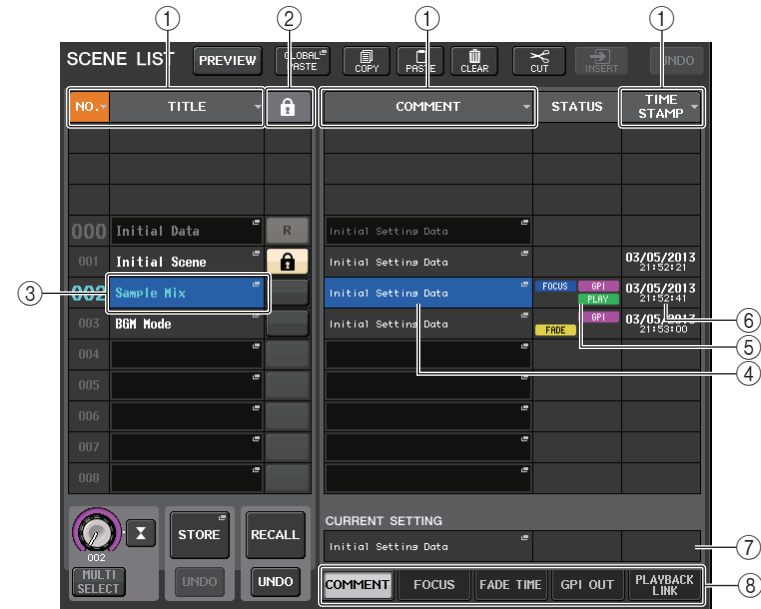 ① ② ① ①
SCENE LIST PREVIEW GLOBAL PASTE COPY PASTE CLEAR CUT INSERT UNDO
NO. TITLE COMMENT STATUS TIME STAMP
000 Initial Data R Initial Setting Data
001 Initial Scene Initial Setting Data 03/05/2013 21:52:21
③ 002 Sample Mix Initial Setting Data FOCUS GPI PLAY 03/05/2013 21:52:41
003 BGM Mode Initial Setting Data FADE GPI 03/05/2013 21:53:00
⑥
⑤
④
004
005
006
007
008
CURRENT SETTING
Initial Setting Data ⑦
002 STORE RECALL
MULTI SELECT UNDO UNDO
COMMENT FOCUS FADE TIME GPI OUT PLAYBACK LINK ⑧